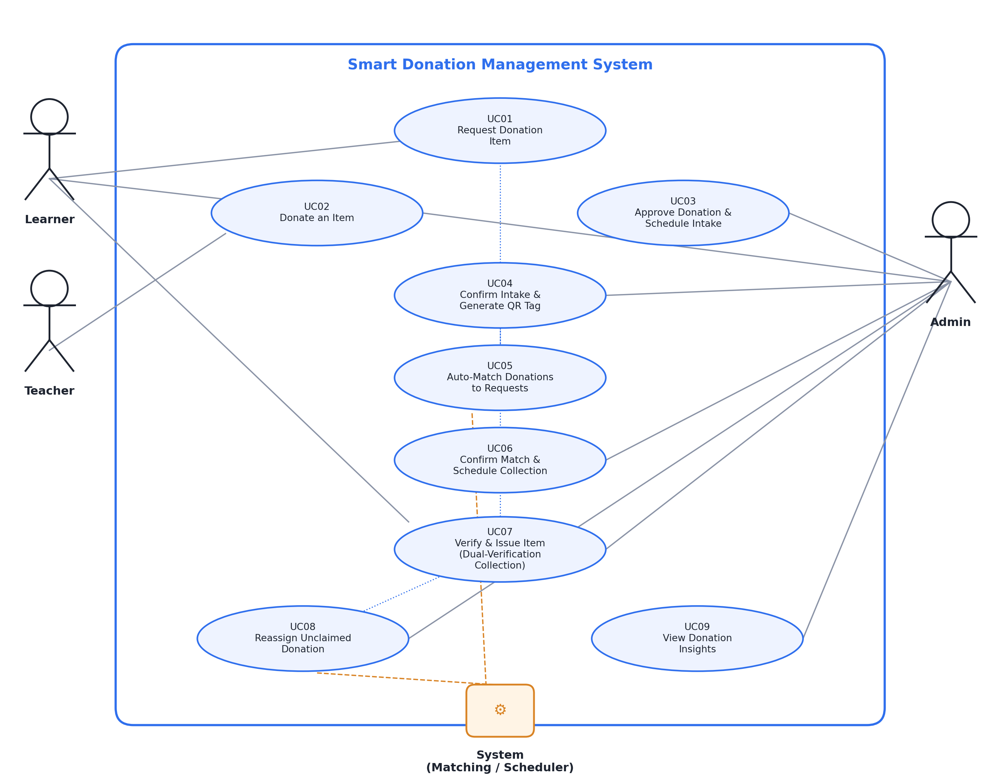 Smart Donation Management System
UC01
Request Donation
Item
Learner
UC02
Donate an Item
UC03
Approve Donation &
Schedule Intake
UC04
Confirm Intake &
Generate QR Tag
Admin
Teacher
UC05
Auto-Match Donations
to Requests
UC06
Confirm Match &
Schedule Collection
UC07
Verify & Issue Item
(Dual-Verification
Collection)
UC08
Reassign Unclaimed
Donation
UC09
View Donation
Insights
System
(Matching / Scheduler)